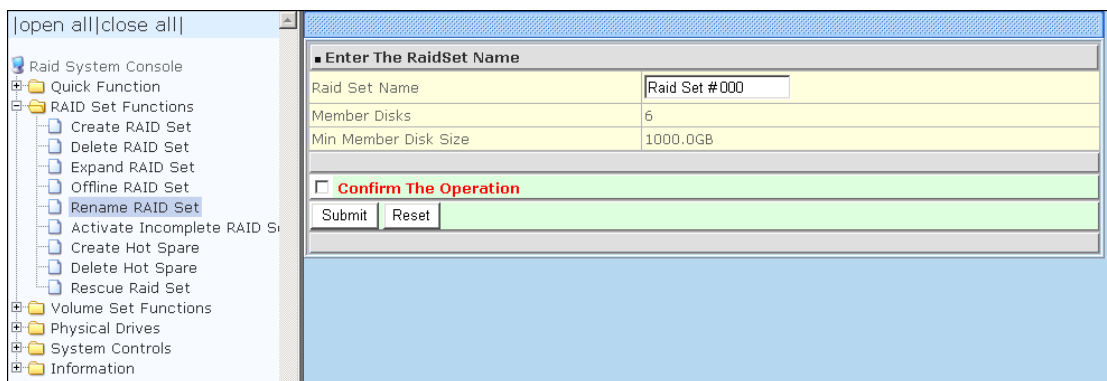 |open all|close all|
Raid System Console
Quick Function
RAID Set Functions
Create RAID Set
Delete RAID Set
Expand RAID Set
Offline RAID Set
Rename RAID Set
Activate Incomplete RAID
Create Hot Spare
Delete Hot Spare
Rescue Raid Set
Volume Set Functions
Physical Drives
System Controls
Information
Enter The RaidSet Name
Raid Set Name Raid Set #000
Member Disks 6
Min Member Disk Size 1000.0GB
Confirm The Operation
Submit Reset